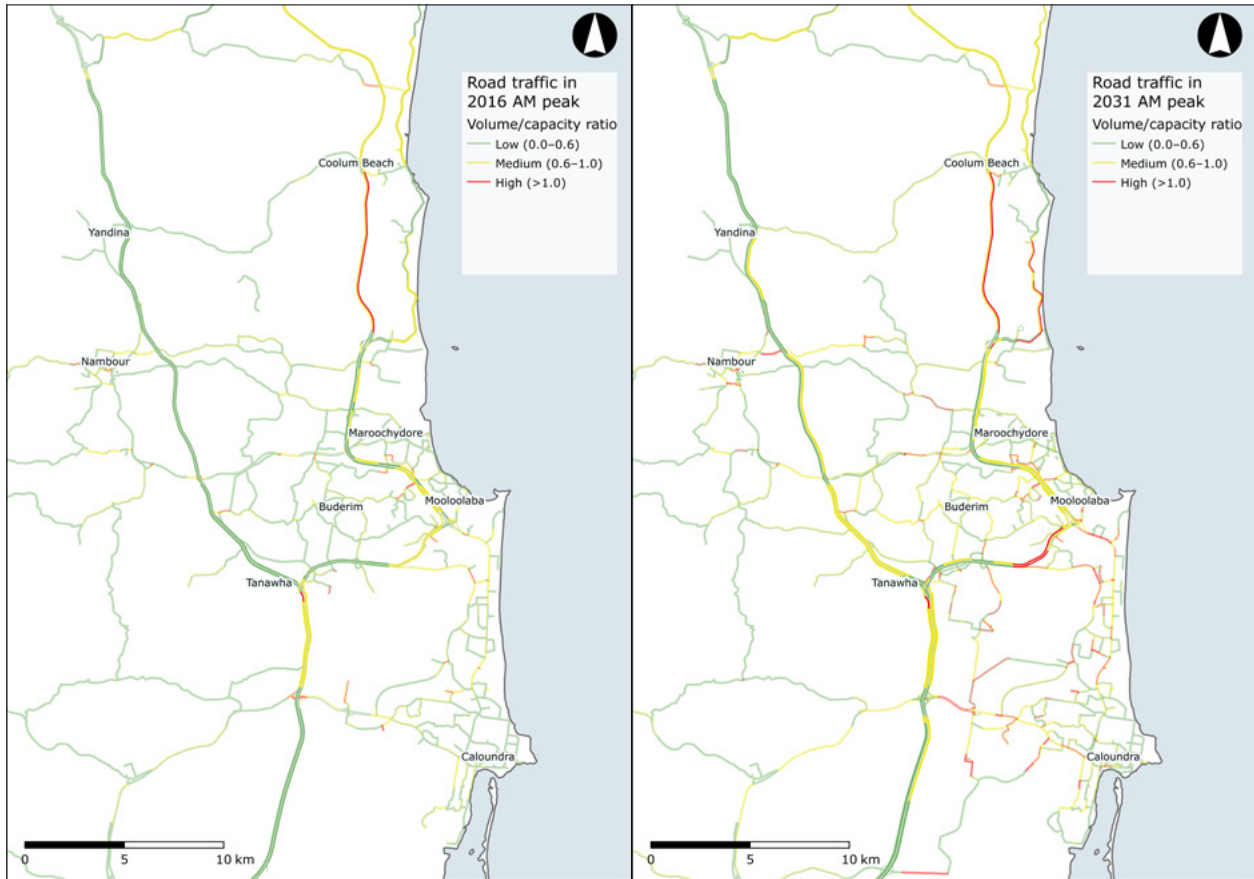 Road traffic in
2016 AM peak
Volume/capacity ratio
Low (0.0–0.6)
Medium (0.6–1.0)
High (>1.0)
Coolum Beach
Yandina
Nambour
Maroochydore
Mooloolaba
Buderim
Tanawha
Caloundra
0 5 10 km
Road traffic in
2031 AM peak
Volume/capacity ratio
Low (0.0–0.6)
Medium (0.6–1.0)
High (>1.0)
Coolum Beach
Yandina
Nambour
Maroochydore
Mooloolaba
Buderim
Tanawha
Caloundra
0 5 10 km